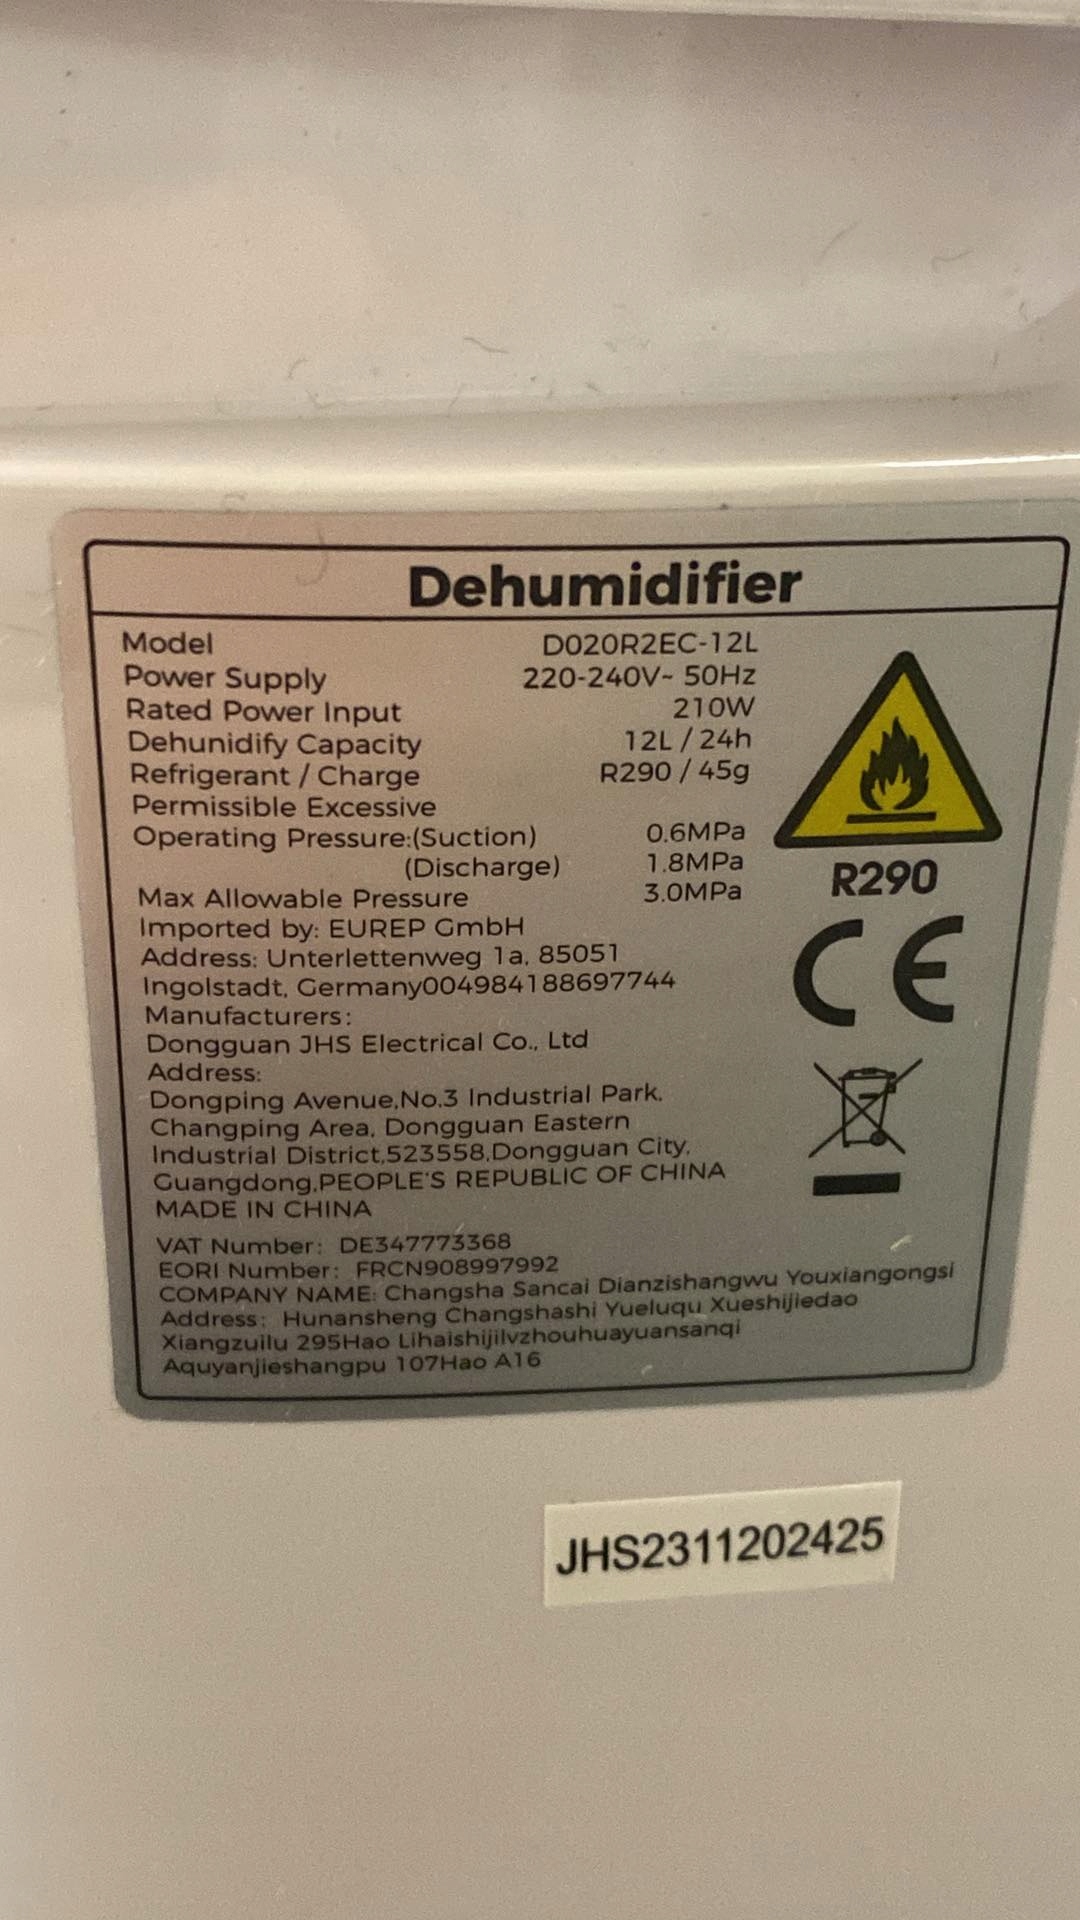 Dehumidifier
Model D020R2EC-12L
Power Supply 220-240V~ 50Hz
Rated Power Input 210W
Dehunidify Capacity 12L / 24h
Refrigerant / Charge R290 / 45g
Permissible Excessive
Operating Pressure:(Suction) 0.6MPa
(Discharge) 1.8MPa
Max Allowable Pressure 3.0MPa
R290
CE
Imported by: EUREP GmbH
Address: Unterlettenweg 1a, 85051
Ingolstadt, Germany004984188697744
Manufacturers:
Dongguan JHS Electrical Co., Ltd
Address:
Dongping Avenue,No.3 Industrial Park,
Changping Area, Dongguan Eastern
Industrial District,523558,Dongguan City,
Guangdong,PEOPLE'S REPUBLIC OF CHINA
MADE IN CHINA
VAT Number: DE347773368
EORI Number: FRCN908997992
COMPANY NAME: Changsha Sancai Dianzishangwu Youxiangongsi
Address: Hunansheng Changshashi Yueluqu Xueshijiedao
Xiangzuilu 295Hao Lihaishijilvzhouhuayuansanqi
Aquyanjieshangpu 107Hao A16
JHS2311202425